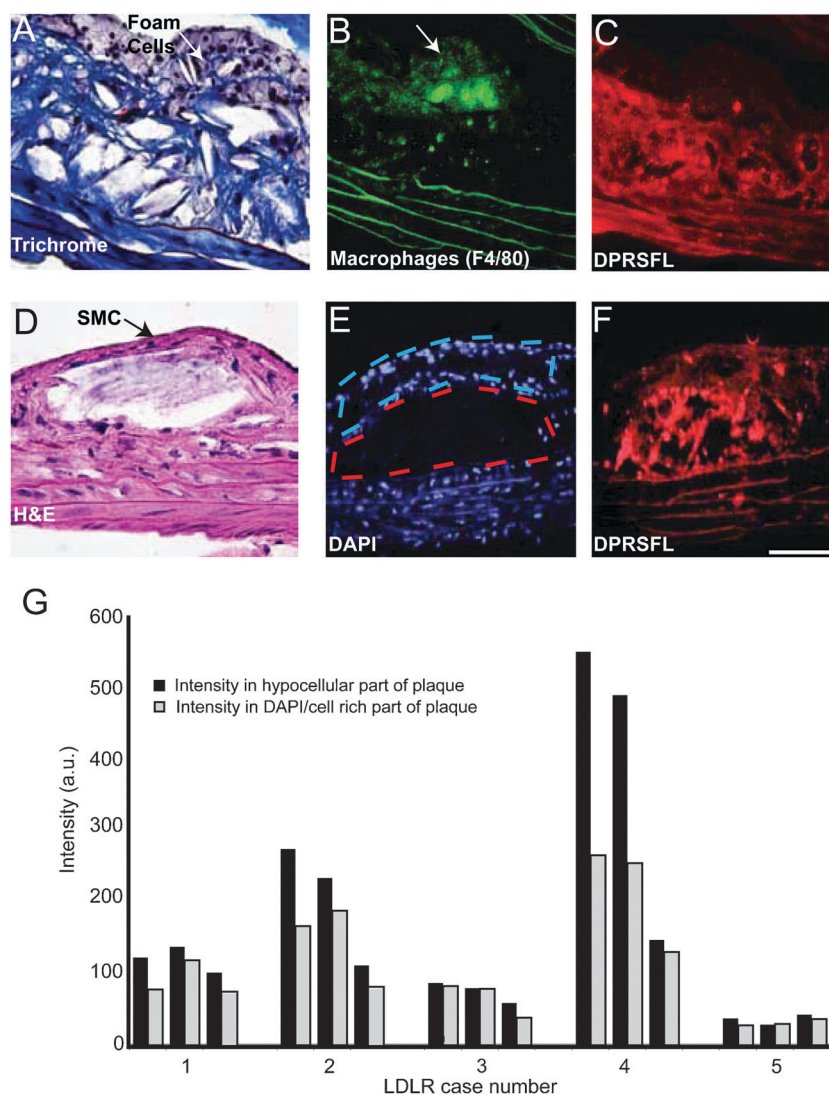 A
Foam
Cells
Trichrome
B
Macrophages (F4/80)
C
DPRSFL
D
SMC
H&E
E
DAPI
F
DPRSFL
G
600
500
400
300
200
100
0
Intensity (a.u.)
Intensity in hypocellular part of plaque
Intensity in DAPI/cell rich part of plaque
1 2 3 4 5
LDLR case number